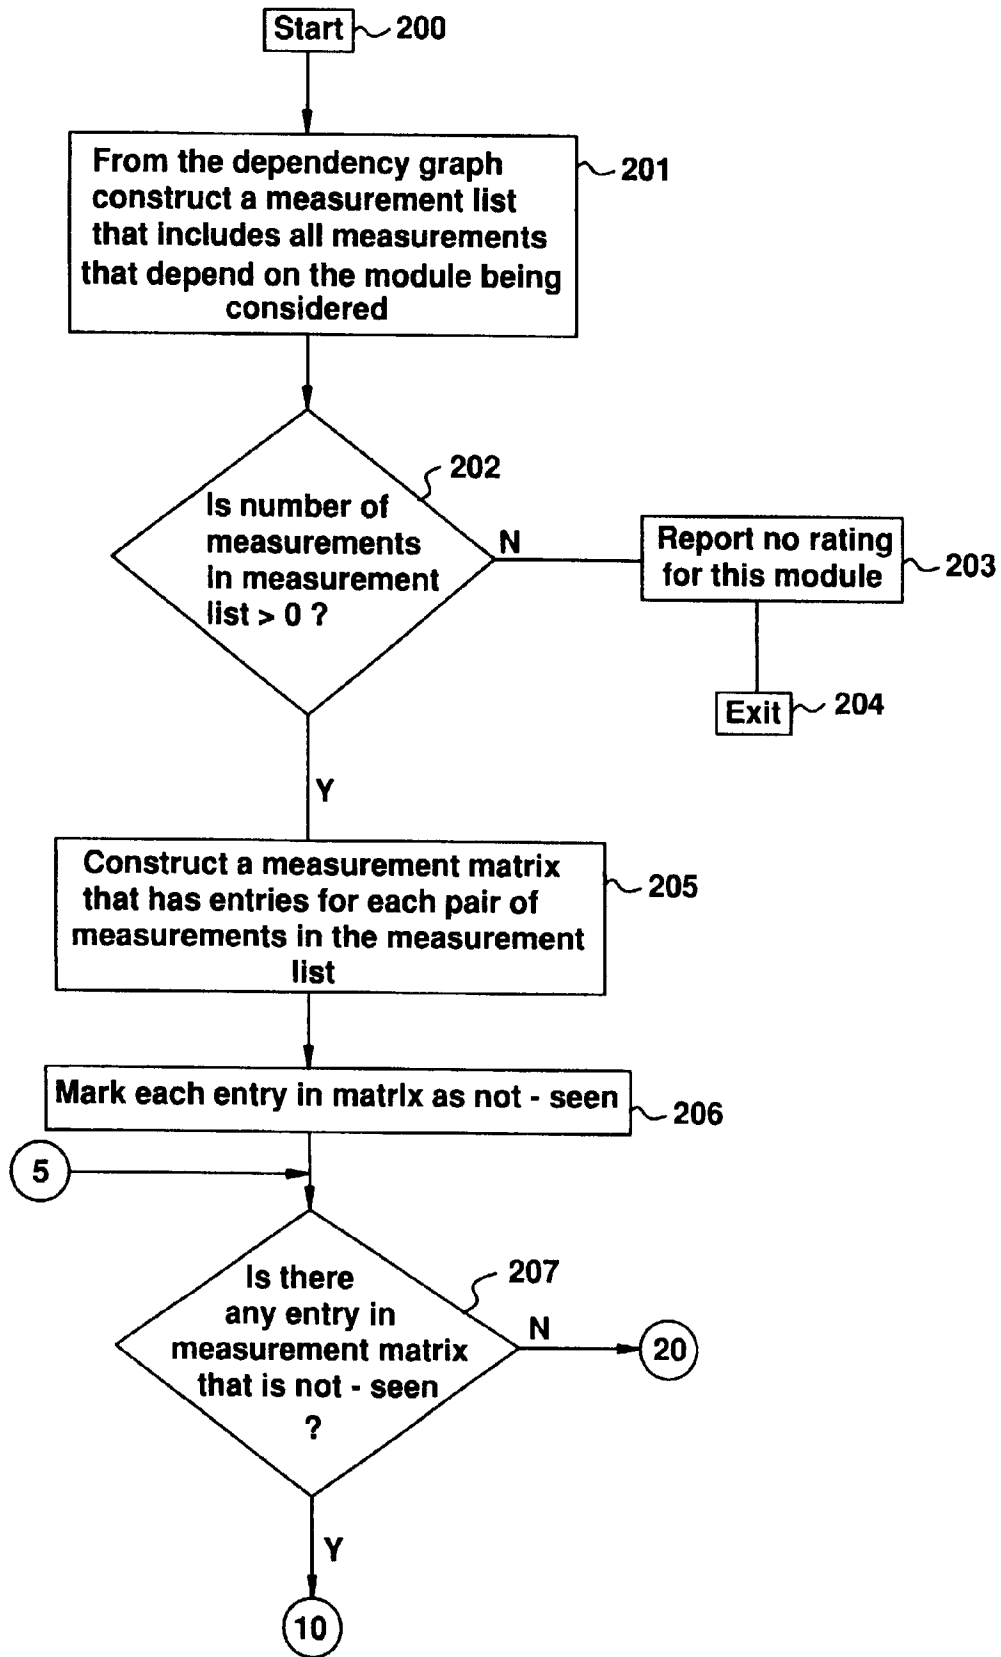 Start
200
From the dependency graph
construct a measurement list
that includes all measurements
that depend on the module being
considered
201
202
Is number of
measurements
in measurement
list > 0 ?
N
Report no rating
for this module
203
Exit
204
Y
Construct a measurement matrix
that has entries for each pair of
measurements in the measurement
list
205
Mark each entry in matrix as not - seen
206
5
207
Is there
any entry in
measurement matrix
that is not - seen
?
N
20
Y
10